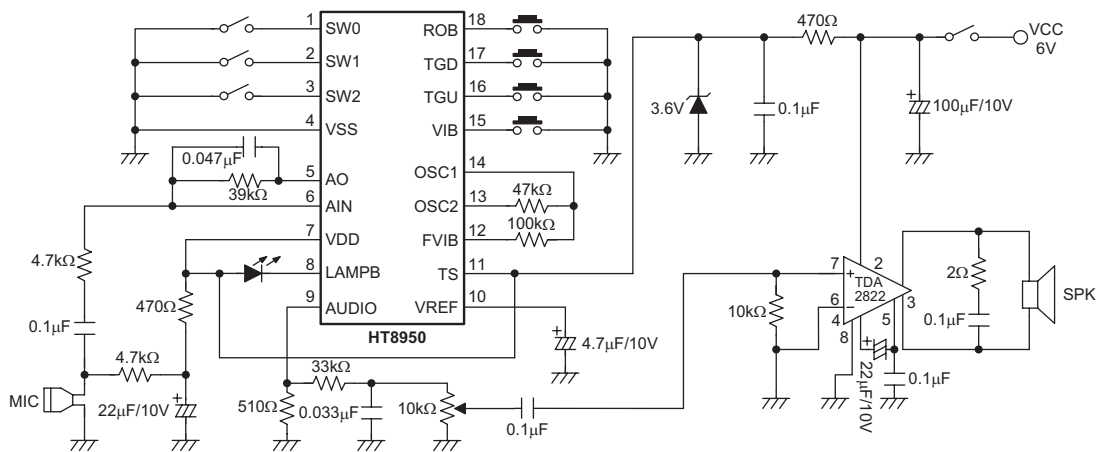 1 SW0
2 SW1
3 SW2
4 VSS
5 AO
6 AIN
7 VDD
8 LAMPB
9 AUDIO
ROB 18
TGD 17
TGU 16
VIB 15
OSC1 14
OSC2 13
FVIB 12
TS 11
VREF 10
HT8950
0.047μF
39kΩ
4.7kΩ
0.1μF
470Ω
4.7kΩ
MIC
22μF/10V
510Ω
33kΩ
0.033μF
10kΩ
0.1μF
47kΩ
100kΩ
4.7μF/10V
3.6V
0.1μF
470Ω
VCC
6V
100μF/10V
10kΩ
7
+
6
−
4
8
2
TDA
2822
3
5
22μF/10V
0.1μF
2Ω
0.1μF
SPK